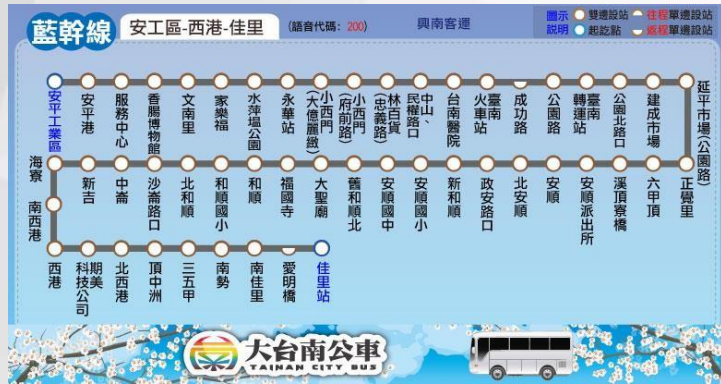 藍幹線
安工區-西港-佳里
(語音代碼: 200)
興南客運
圖示
說明
雙邊設站
往程單邊設站
起訖點
返程單邊設站
安平工業區
安平港
服務中心
香腸博物館
文南里
家樂福
水萍塭公園
永華站
小西門
(大億麗緻)
小西門
(府前路)
林百貨
(忠義路)
中山、
民權路口
台南醫院
臺南
火車站
成功路
公園路
臺南
轉運站
公園北路口
建成市場
延平市場(公園路)
正覺里
六甲頂
溪頂寮橋
安順派出所
安順
北安順
政安路口
新和順
安順國小
安順國中
舊和順北
大聖廟
福國寺
和順
和順國小
北和順
沙崙路口
中崙
新吉
海寮
南西港
西港
期美
科技公司
北西港
頂中洲
三五甲
南勢
南佳里
愛明橋
佳里站
大台南公車
TAINAN CITY BUS